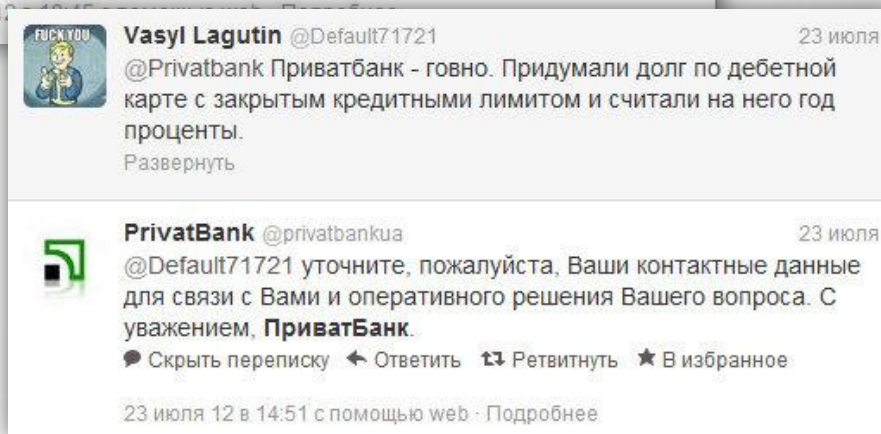 FUCK YOU
Vasyl Lagutin @Default71721 23 июля
@Privatbank Приватбанк - говно. Придумали долг по дебетной
карте с закрытым кредитными лимитом и считали на него год
проценты.
Развернуть
PrivatBank @privatbankua 23 июля
@Default71721 уточните, пожалуйста, Ваши контактные данные
для связи с Вами и оперативного решения Вашего вопроса. С
уважением, ПриватБанк.
Скрыть переписку Ответить Ретвитнуть В избранное
23 июля 12 в 14:51 с помощью web · Подробнее